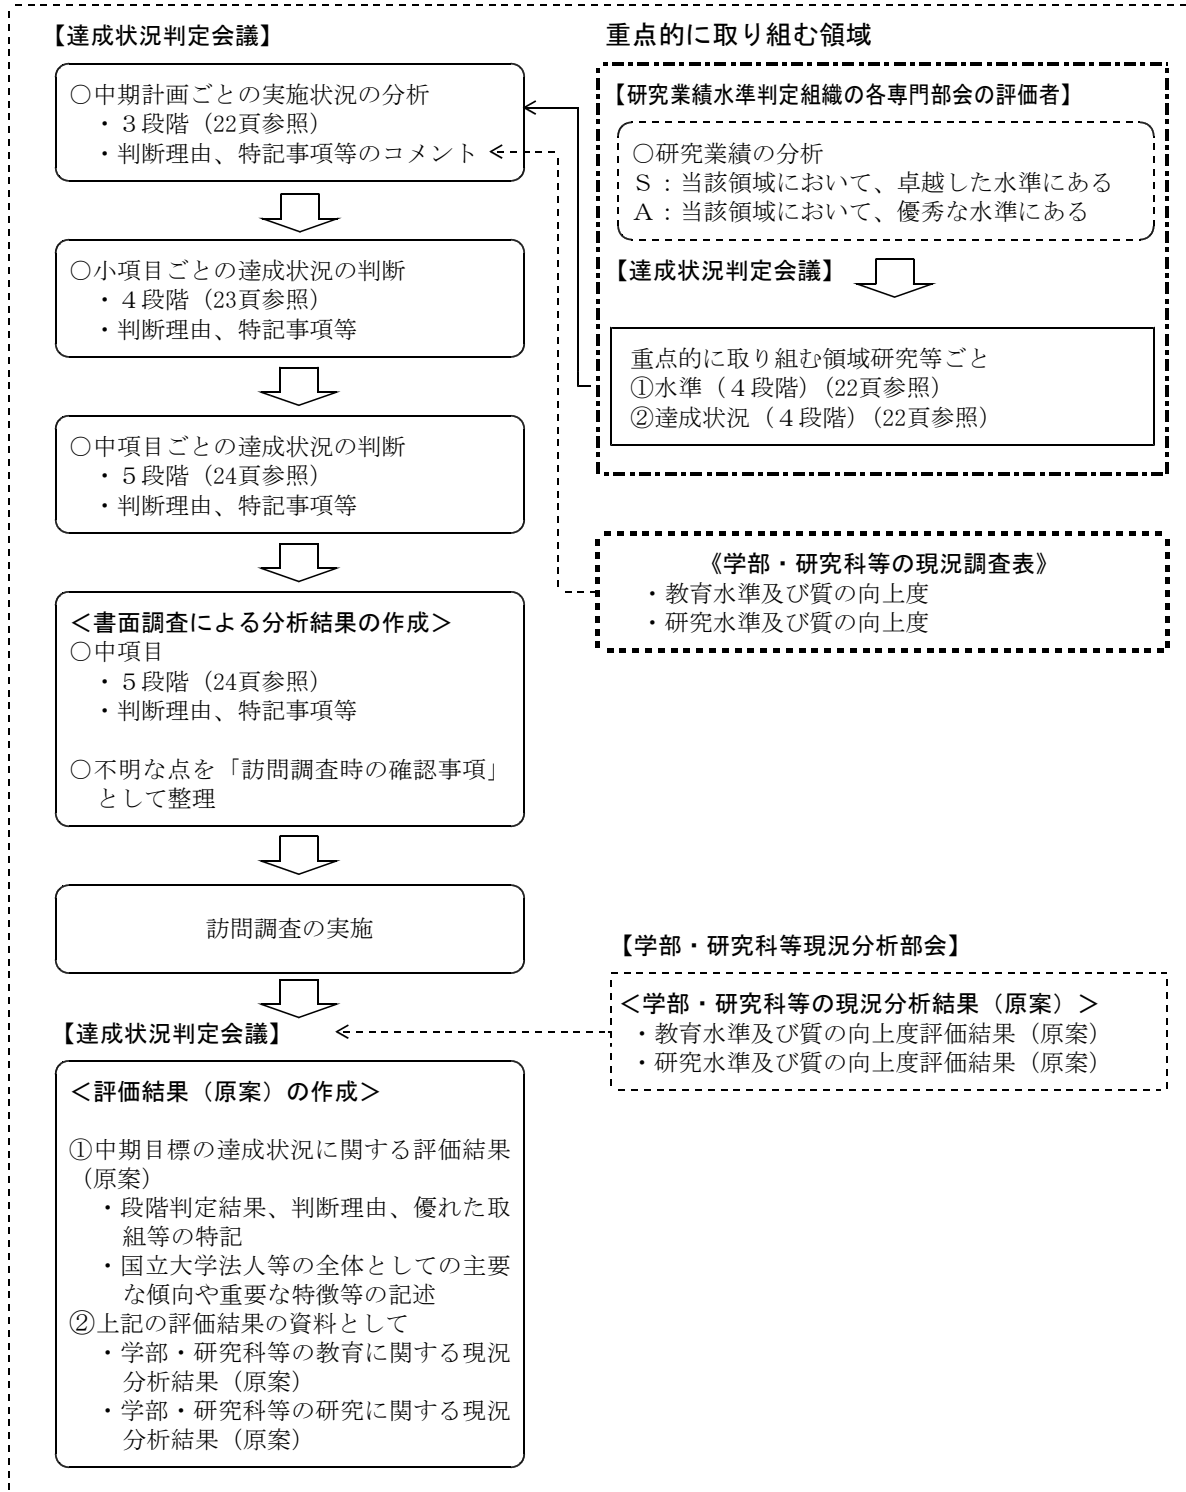 【達成状況判定会議】
○中期計画ごとの実施状況の分析
・３段階（22頁参照）
・判断理由、特記事項等のコメント
○小項目ごとの達成状況の判断
・４段階（23頁参照）
・判断理由、特記事項等
○中項目ごとの達成状況の判断
・５段階（24頁参照）
・判断理由、特記事項等
＜書面調査による分析結果の作成＞
○中項目
・５段階（24頁参照）
・判断理由、特記事項等
○不明な点を「訪問調査時の確認事項」
として整理
訪問調査の実施
【達成状況判定会議】
＜評価結果（原案）の作成＞
①中期目標の達成状況に関する評価結果
（原案）
・段階判定結果、判断理由、優れた取
組等の特記
・国立大学法人等の全体としての主要
な傾向や重要な特徴等の記述
②上記の評価結果の資料として
・学部・研究科等の教育に関する現況
分析結果（原案）
・学部・研究科等の研究に関する現況
分析結果（原案）
重点的に取り組む領域
【研究業績水準判定組織の各専門部会の評価者】
○研究業績の分析
Ｓ：当該領域において、卓越した水準にある
Ａ：当該領域において、優秀な水準にある
【達成状況判定会議】
重点的に取り組む領域研究等ごと
①水準（４段階）（22頁参照）
②達成状況（４段階）（22頁参照）
《学部・研究科等の現況調査表》
・教育水準及び質の向上度
・研究水準及び質の向上度
【学部・研究科等現況分析部会】
＜学部・研究科等の現況分析結果（原案）＞
・教育水準及び質の向上度評価結果（原案）
・研究水準及び質の向上度評価結果（原案）